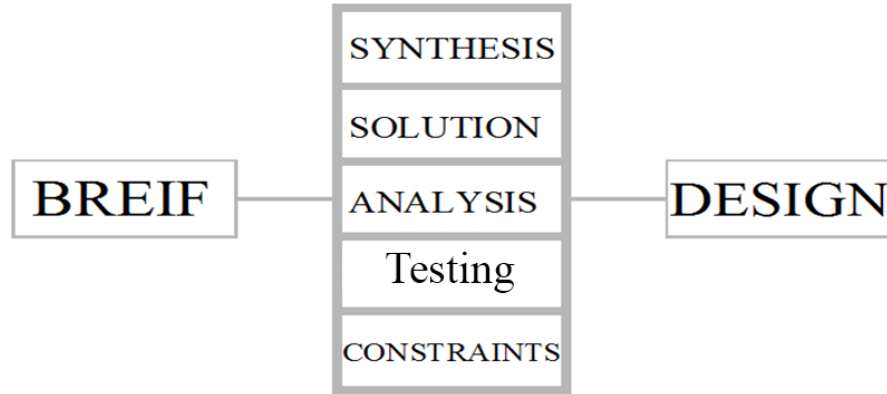 BREIF
SYNTHESIS
SOLUTION
ANALYSIS
Testing
CONSTRAINTS
DESIGN